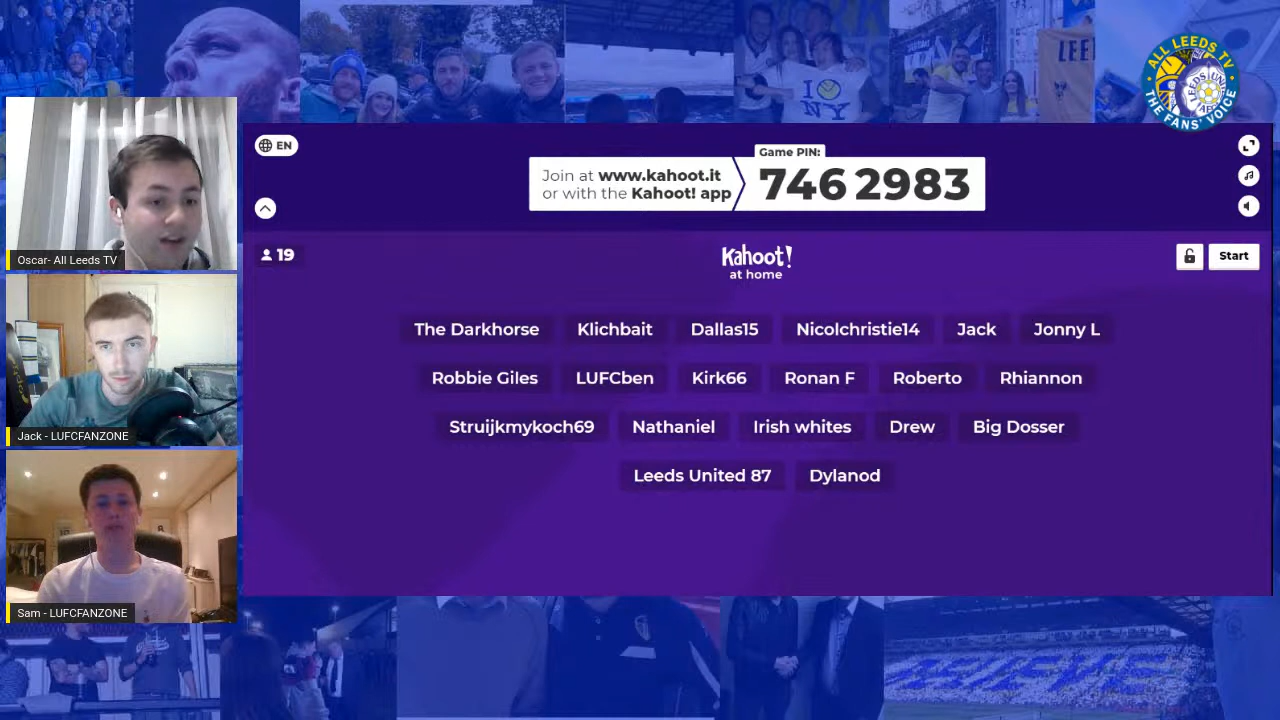 ALL LEEDS TV
THE FANS' VOICE
I
NY
LEE
EN
Join at www.kahoot.it
or with the Kahoot! app
Game PIN:
746 2983
19
Kahoot!
at home
Start
The Darkhorse
Klichbait
Dallas15
Nicolchristie14
Jack
Jonny L
Robbie Giles
LUFCben
Kirk66
Ronan F
Roberto
Rhiannon
Struijkmykoch69
Nathaniel
Irish whites
Drew
Big Dosser
Leeds United 87
Dylanod
Oscar- All Leeds TV
Jack - LUFCFANZONE
Sam - LUFCFANZONE